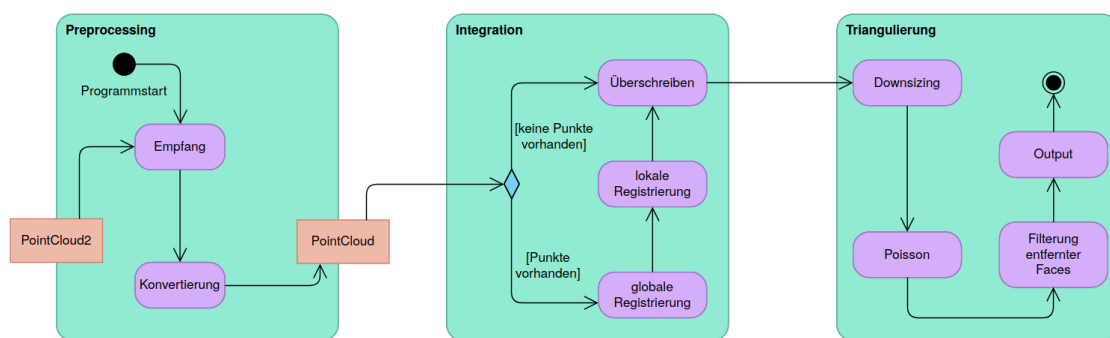 Preprocessing
Programmstart
Empfang
PointCloud2
Konvertierung
PointCloud
Integration
Überschreiben
[keine Punkte
vorhanden]
lokale
Registrierung
[Punkte
vorhanden]
globale
Registrierung
Triangulierung
Downsizing
Poisson
Output
Filterung
entfernter
Faces